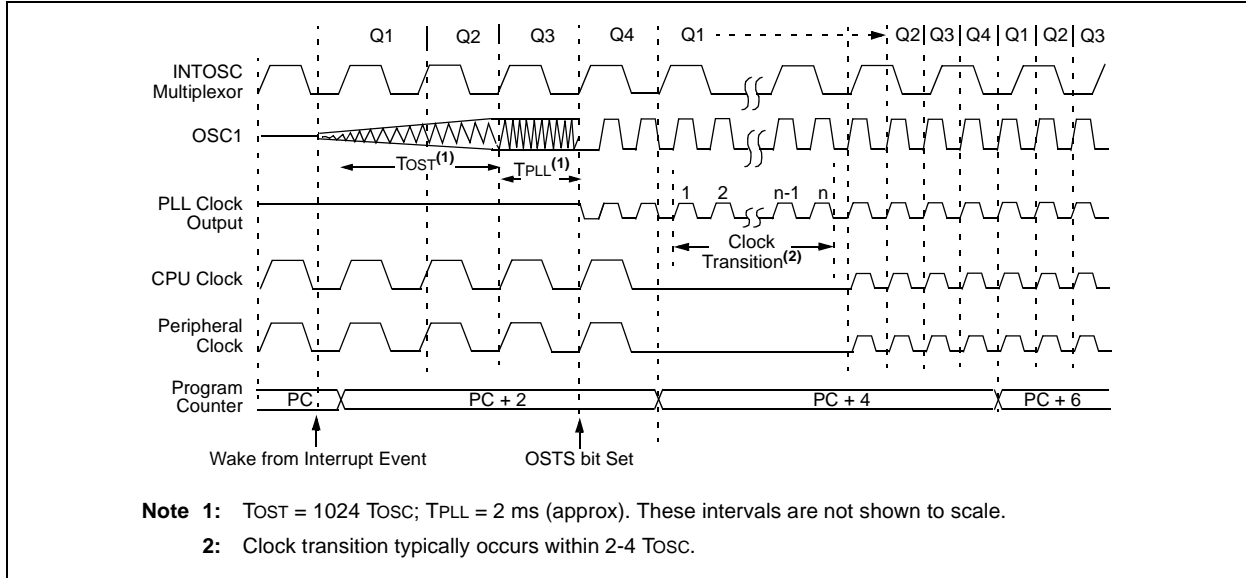 Q1 Q2 Q3 Q4 Q1 Q2 Q3 Q4 Q1 Q2 Q3
INTOSC
Multiplexor
OSC1
TOST(1)
TPLL(1)
1 2 n-1 n
PLL Clock
Output
Clock
Transition(2)
CPU Clock
Peripheral
Clock
Program
Counter
PC PC + 2 PC + 4 PC + 6
Wake from Interrupt Event OSTS bit Set
Note 1: TOST = 1024 TOSC; TPLL = 2 ms (approx). These intervals are not shown to scale.
2: Clock transition typically occurs within 2-4 TOSC.